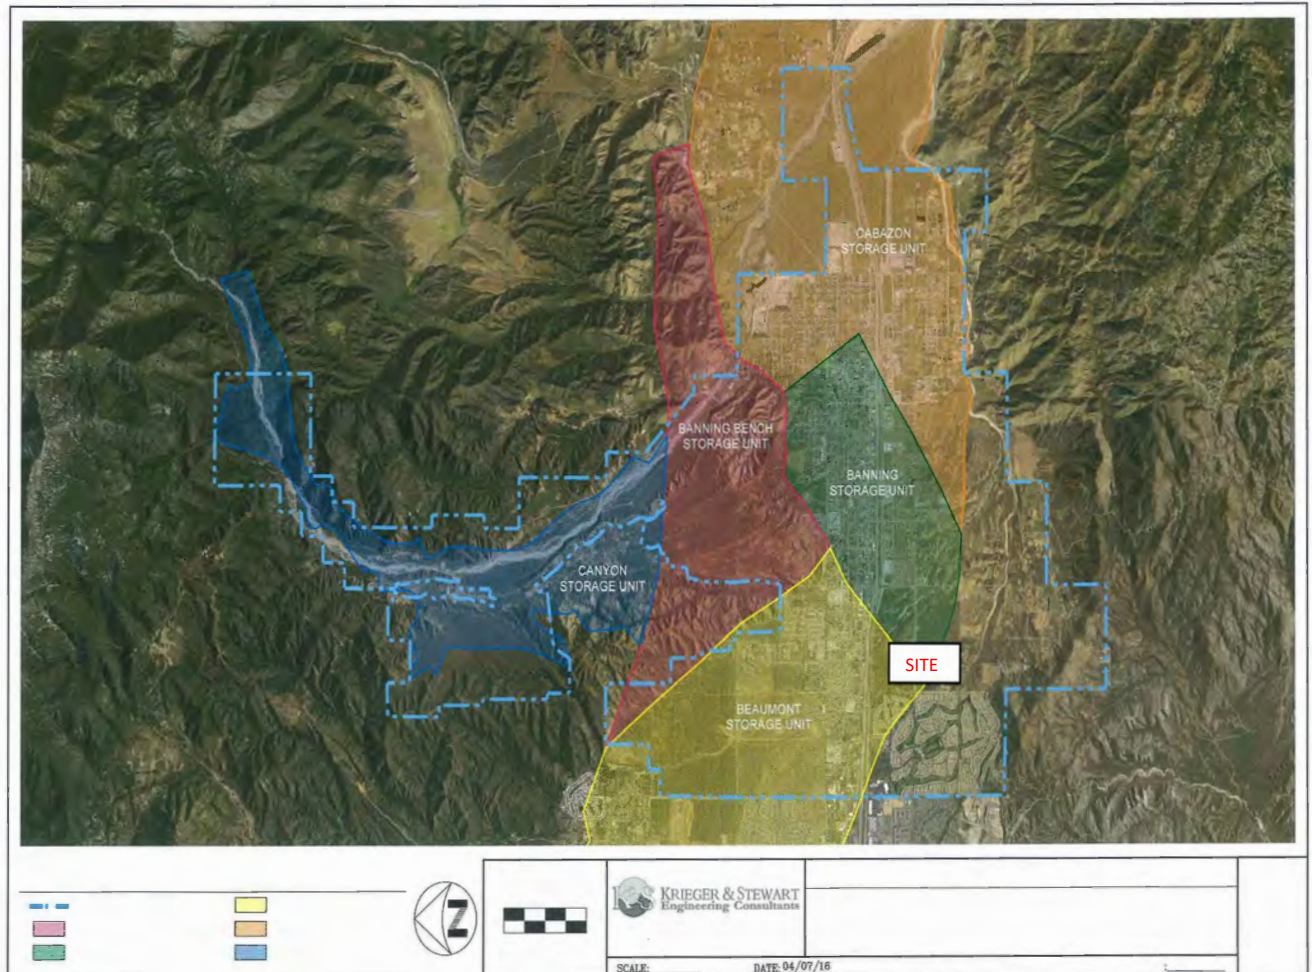 CABAZON
STORAGE UNIT
BANNING BENCH
STORAGE UNIT
BANNING
STORAGE UNIT
CANYON
STORAGE UNIT
SITE
BEAUMONT
STORAGE UNIT
Z
KS KRIEGER & STEWART
Engineering Consultants
SCALE:
DATE: 04/07/16